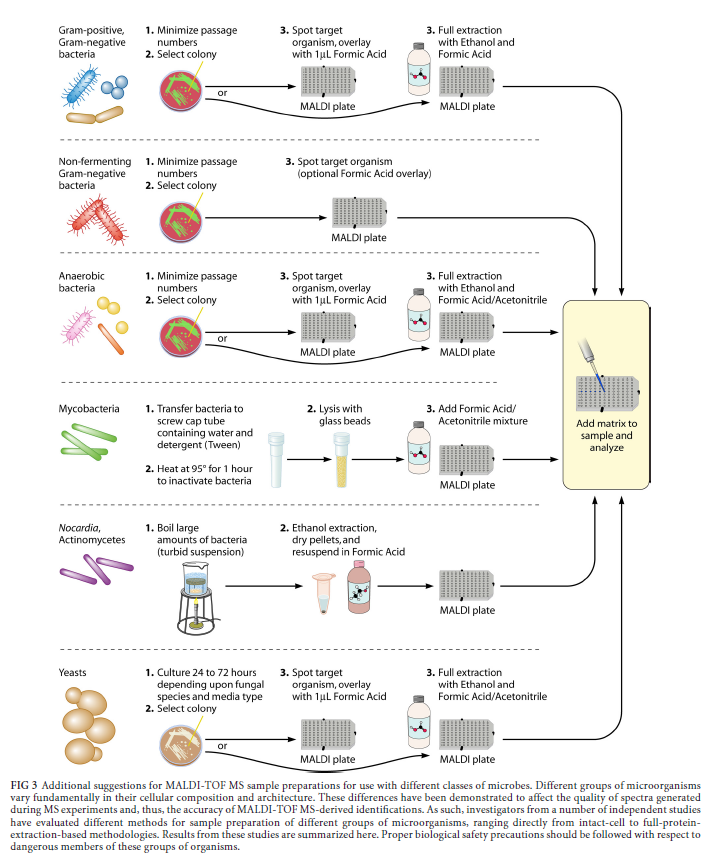 Gram-positive,
Gram-negative
bacteria
1. Minimize passage
numbers
2. Select colony
or
3. Spot target
organism, overlay
with 1μL Formic Acid
MALDI plate
3. Full extraction
with Ethanol and
Formic Acid
MALDI plate
Non-fermenting
Gram-negative
bacteria
1. Minimize passage
numbers
2. Select colony
3. Spot target organism
(optional Formic Acid overlay)
MALDI plate
Anaerobic
bacteria
1. Minimize passage
numbers
2. Select colony
or
3. Spot target
organism, overlay
with 1μL Formic Acid
MALDI plate
3. Full extraction
with Ethanol and
Formic Acid/Acetonitrile
MALDI plate
Mycobacteria
1. Transfer bacteria to
screw cap tube
containing water and
detergent (Tween)
2. Heat at 95° for 1 hour
to inactivate bacteria
2. Lysis with
glass beads
3. Add Formic Acid/
Acetonitrile mixture
MALDI plate
Add matrix to
sample and
analyze
Nocardia,
Actinomycetes
1. Boil large
amounts of bacteria
(turbid suspension)
2. Ethanol extraction,
dry pellets, and
resuspend in Formic Acid
MALDI plate
Yeasts
1. Culture 24 to 72 hours
depending upon fungal
species and media type
2. Select colony
or
3. Spot target
organism, overlay
with 1μL Formic Acid
MALDI plate
3. Full extraction
with Ethanol and
Formic Acid/Acetonitrile
MALDI plate
FIG 3 Additional suggestions for MALDI-TOF MS sample preparations for use with different classes of microbes. Different groups of microorganisms
vary fundamentally in their cellular composition and architecture. These differences have been demonstrated to affect the quality of spectra generated
during MS experiments and, thus, the accuracy of MALDI-TOF MS-derived identifications. As such, investigators from a number of independent studies
have evaluated different methods for sample preparation of different groups of microorganisms, ranging directly from intact-cell to full-protein-
extraction-based methodologies. Results from these studies are summarized here. Proper biological safety precautions should be followed with respect to
dangerous members of these groups of organisms.